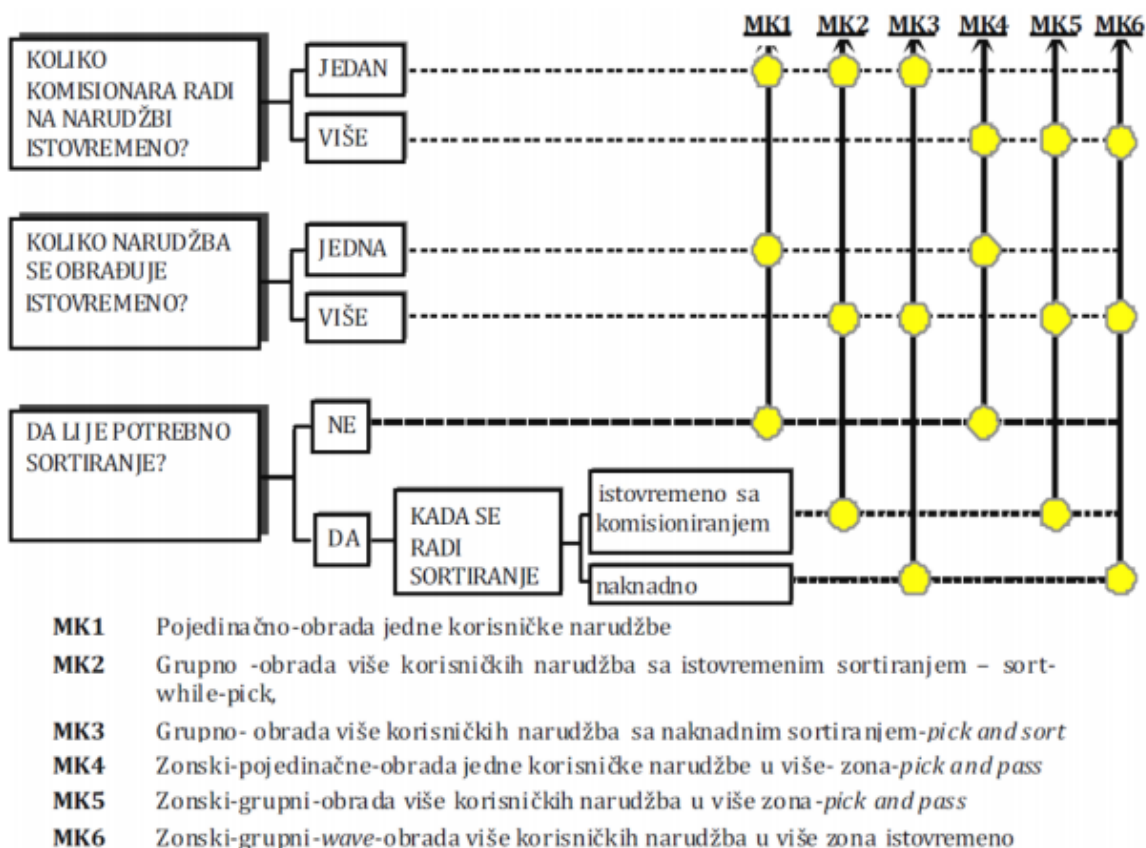 MK1 MK2 MK3 MK4 MK5 MK6
KOLIKO
KOMISIONARA RADI
NA NARUDŽBI
ISTOVREMENO?
JEDAN
VIŠE
KOLIKO NARUDŽBA
SE OBRAĐUJE
ISTOVREMENO?
JEDNA
VIŠE
DA LI JE POTREBNO
SORTIRANJE?
NE
DA
KADA SE
RADI
SORTIRANJE
istovremeno sa
komisioniranjem
naknadno
MK1 Pojedinačno-obrada jedne korisničke narudžbe
MK2 Grupno -obrada više korisničkih narudžba sa istovremenim sortiranjem – sort-
while-pick,
MK3 Grupno- obrada više korisničkih narudžba sa naknadnim sortiranjem-pick and sort
MK4 Zonski-pojedinačne-obrada jedne korisničke narudžbe u više- zona-pick and pass
MK5 Zonski-grupni-obrada više korisničkih narudžba u više zona-pick and pass
MK6 Zonski-grupni-wave-obrada više korisničkih narudžba u više zona istovremeno